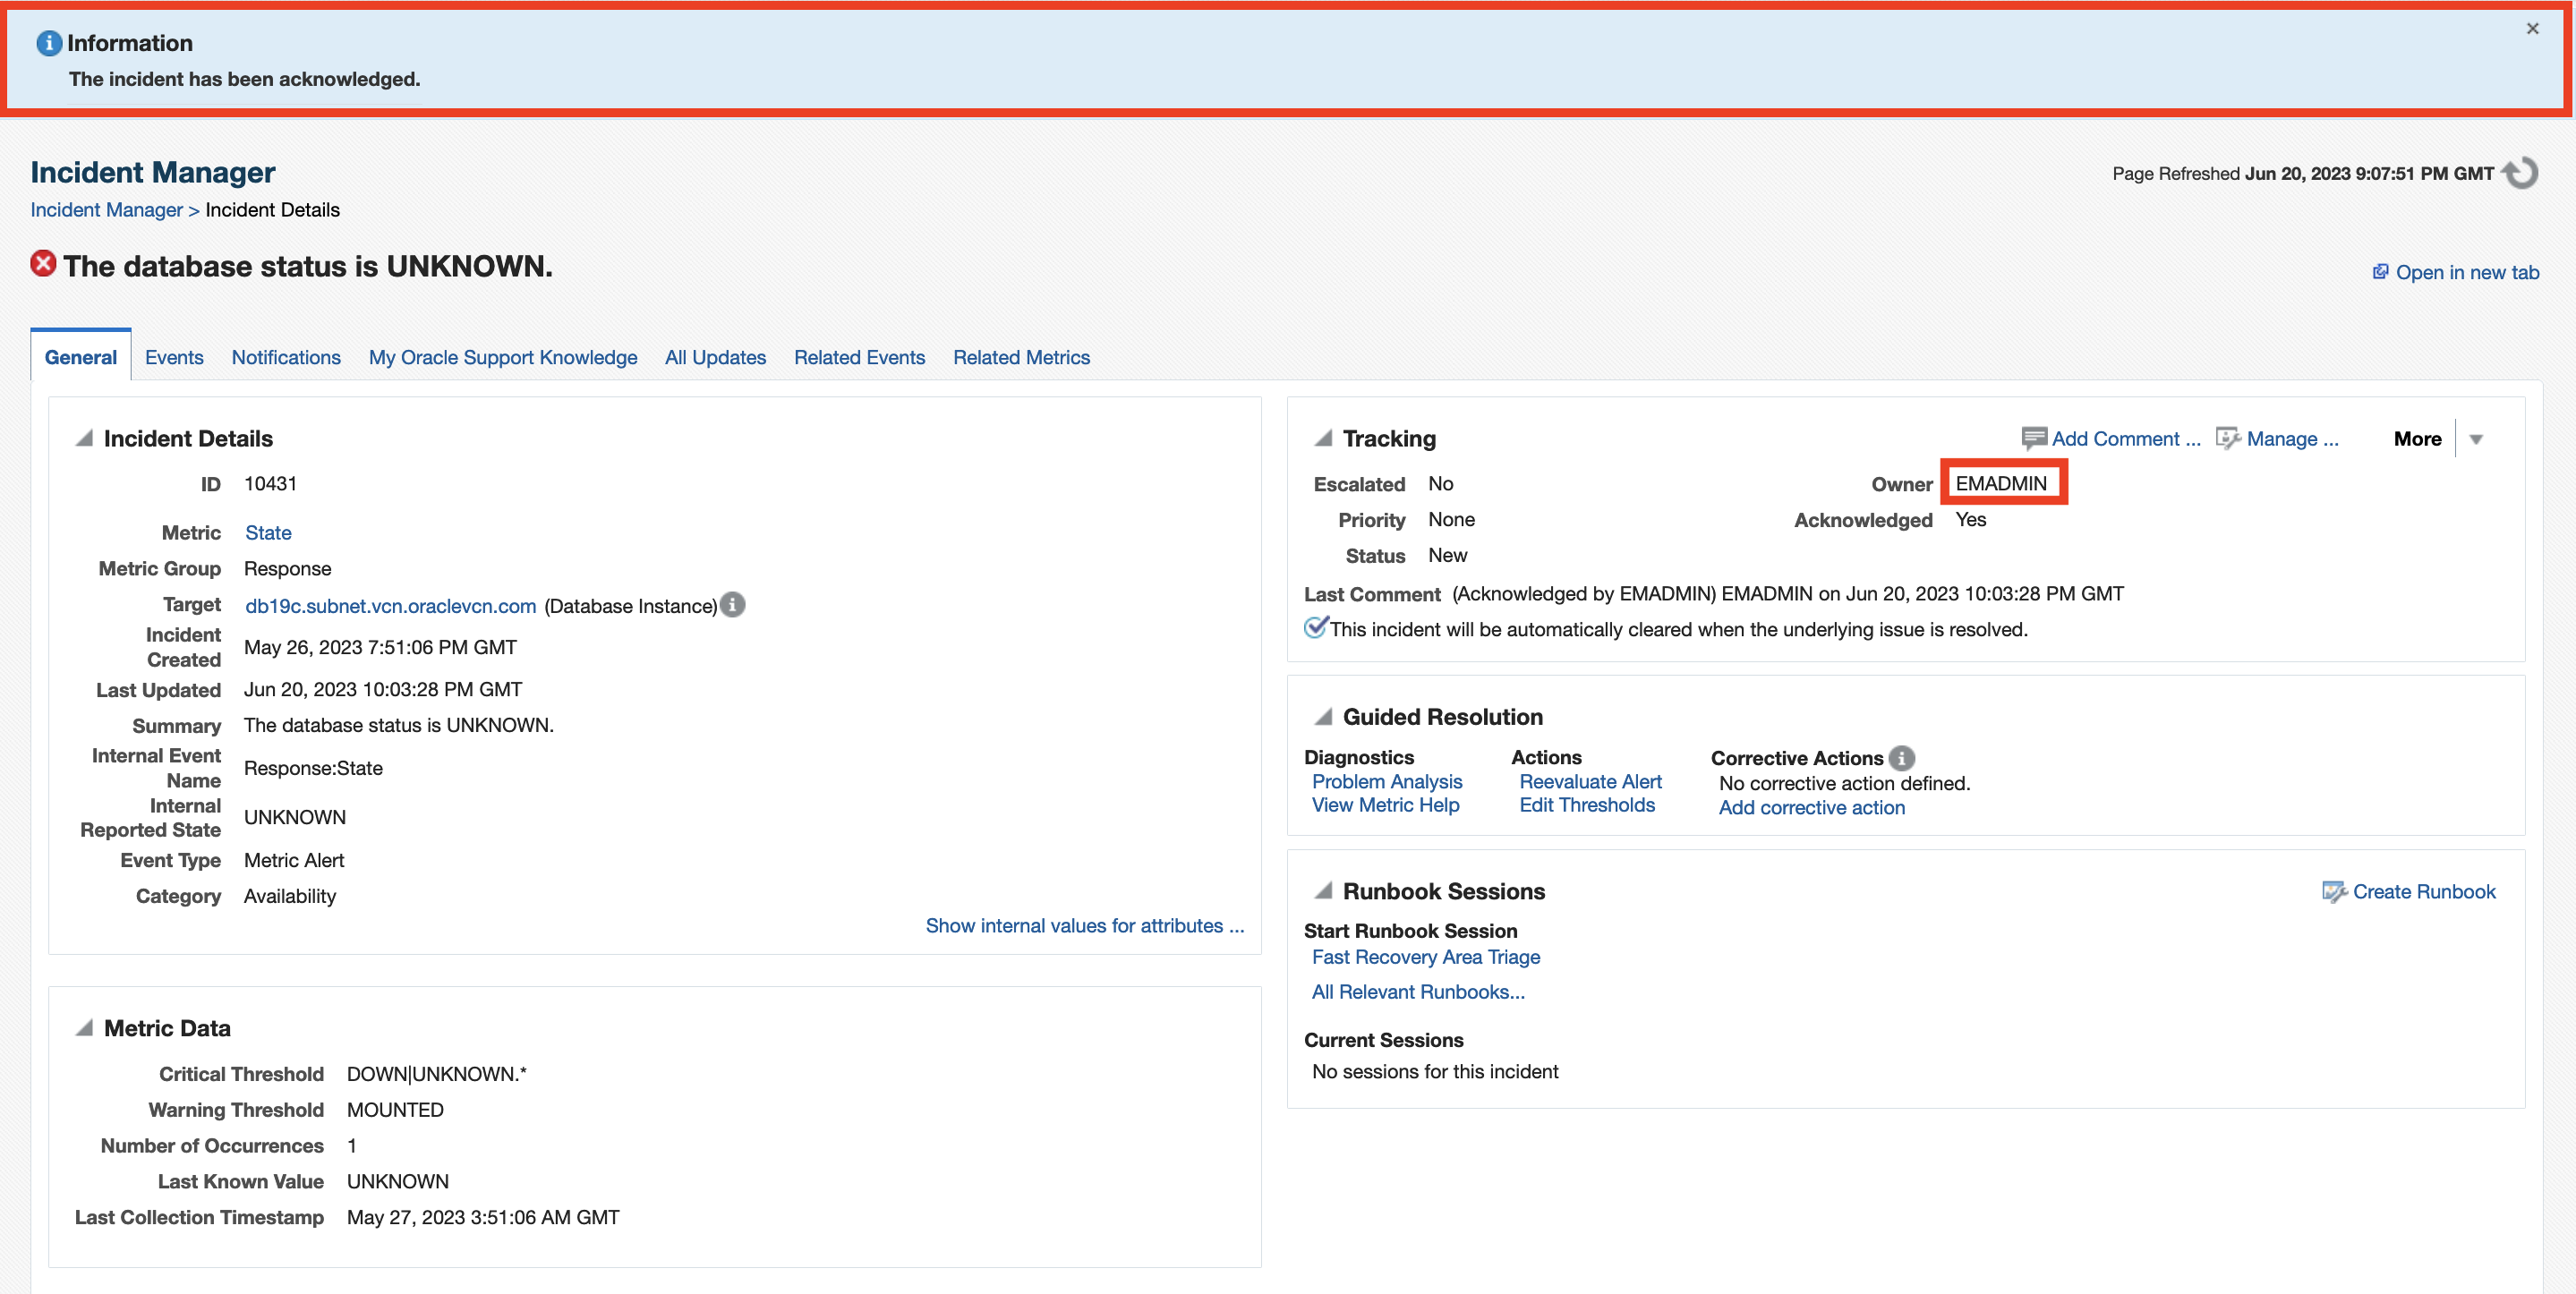 Information
The incident has been acknowledged.
Incident Manager
Page Refreshed Jun 20, 2023 9:07:51 PM GMT
Incident Manager > Incident Details
The database status is UNKNOWN.
Open in new tab
General Events Notifications My Oracle Support Knowledge All Updates Related Events Related Metrics
Incident Details
ID 10431
Metric State
Metric Group Response
Target db19c.subnet.vcn.oraclevcn.com (Database Instance)
Incident
Created May 26, 2023 7:51:06 PM GMT
Last Updated Jun 20, 2023 10:03:28 PM GMT
Summary The database status is UNKNOWN.
Internal Event
Name Response:State
Internal
Reported State UNKNOWN
Event Type Metric Alert
Category Availability
Show internal values for attributes ...
Metric Data
Critical Threshold DOWN|UNKNOWN.*
Warning Threshold MOUNTED
Number of Occurrences 1
Last Known Value UNKNOWN
Last Collection Timestamp May 27, 2023 3:51:06 AM GMT
Tracking Add Comment ... Manage ... More
Escalated No Owner EMADMIN
Priority None Acknowledged Yes
Status New
Last Comment (Acknowledged by EMADMIN) EMADMIN on Jun 20, 2023 10:03:28 PM GMT
This incident will be automatically cleared when the underlying issue is resolved.
Guided Resolution
Diagnostics Actions Corrective Actions
Problem Analysis Reevaluate Alert No corrective action defined.
View Metric Help Edit Thresholds Add corrective action
Runbook Sessions Create Runbook
Start Runbook Session
Fast Recovery Area Triage
All Relevant Runbooks...
Current Sessions
No sessions for this incident